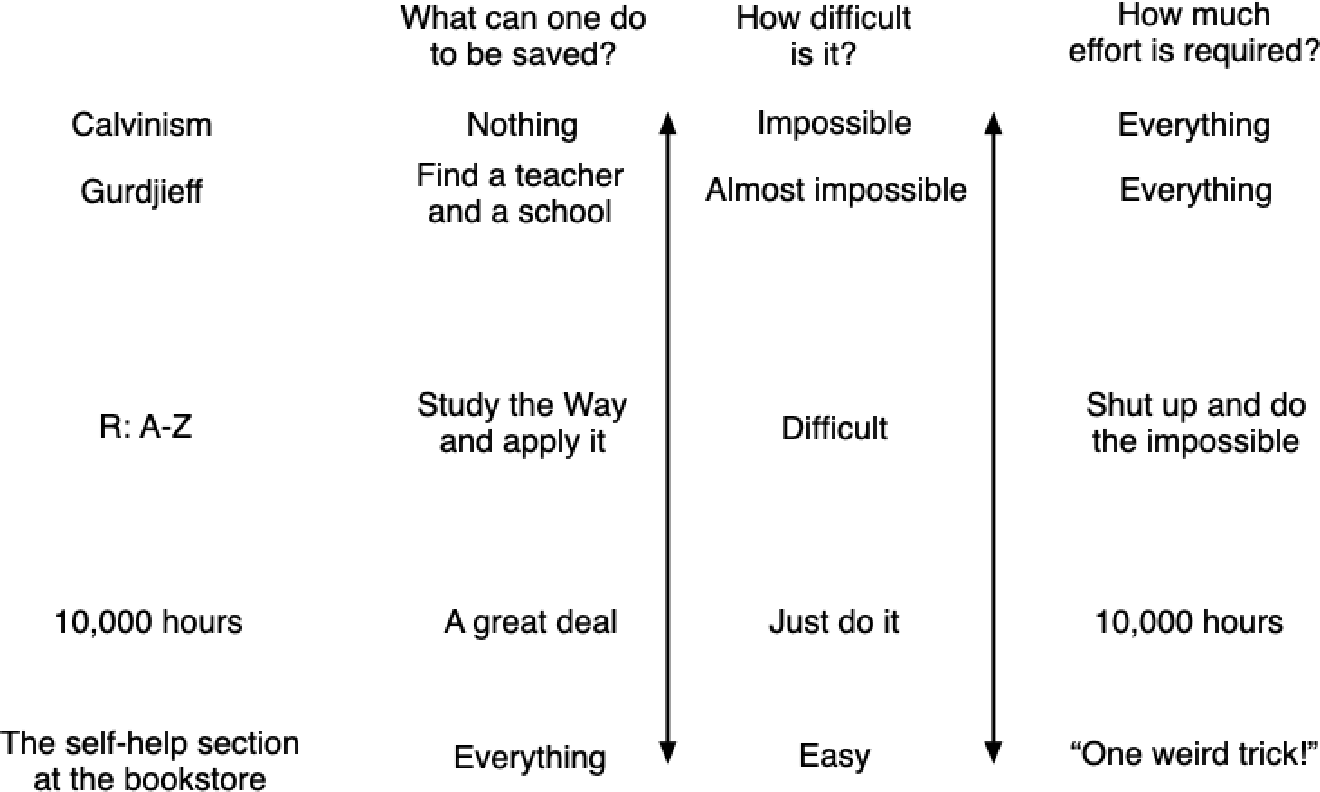 What can one do
to be saved?
How difficult
is it?
How much
effort is required?
Calvinism
Nothing
Impossible
Everything
Gurdjieff
Find a teacher
and a school
Almost impossible
Everything
R: A-Z
Study the Way
and apply it
Difficult
Shut up and do
the impossible
10,000 hours
A great deal
Just do it
10,000 hours
The self-help section
at the bookstore
Everything
Easy
“One weird trick!”